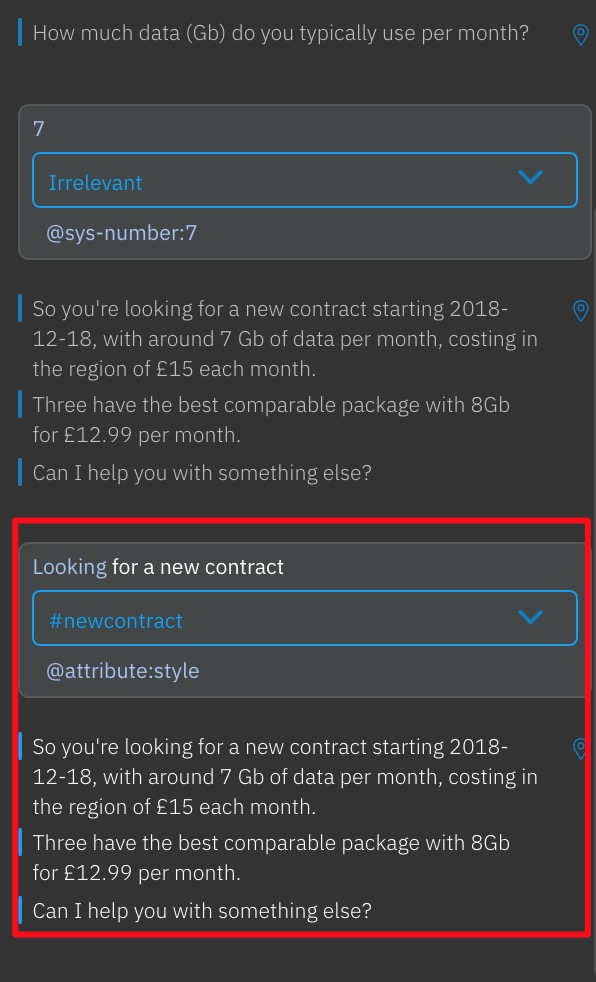 How much data (Gb) do you typically use per month?
7
Irrelevant
@sys-number:7
So you're looking for a new contract starting 2018-
12-18, with around 7 Gb of data per month, costing in
the region of £15 each month.
Three have the best comparable package with 8Gb
for £12.99 per month.
Can I help you with something else?
Looking for a new contract
#newcontract
@attribute:style
So you're looking for a new contract starting 2018-
12-18, with around 7 Gb of data per month, costing in
the region of £15 each month.
Three have the best comparable package with 8Gb
for £12.99 per month.
Can I help you with something else?